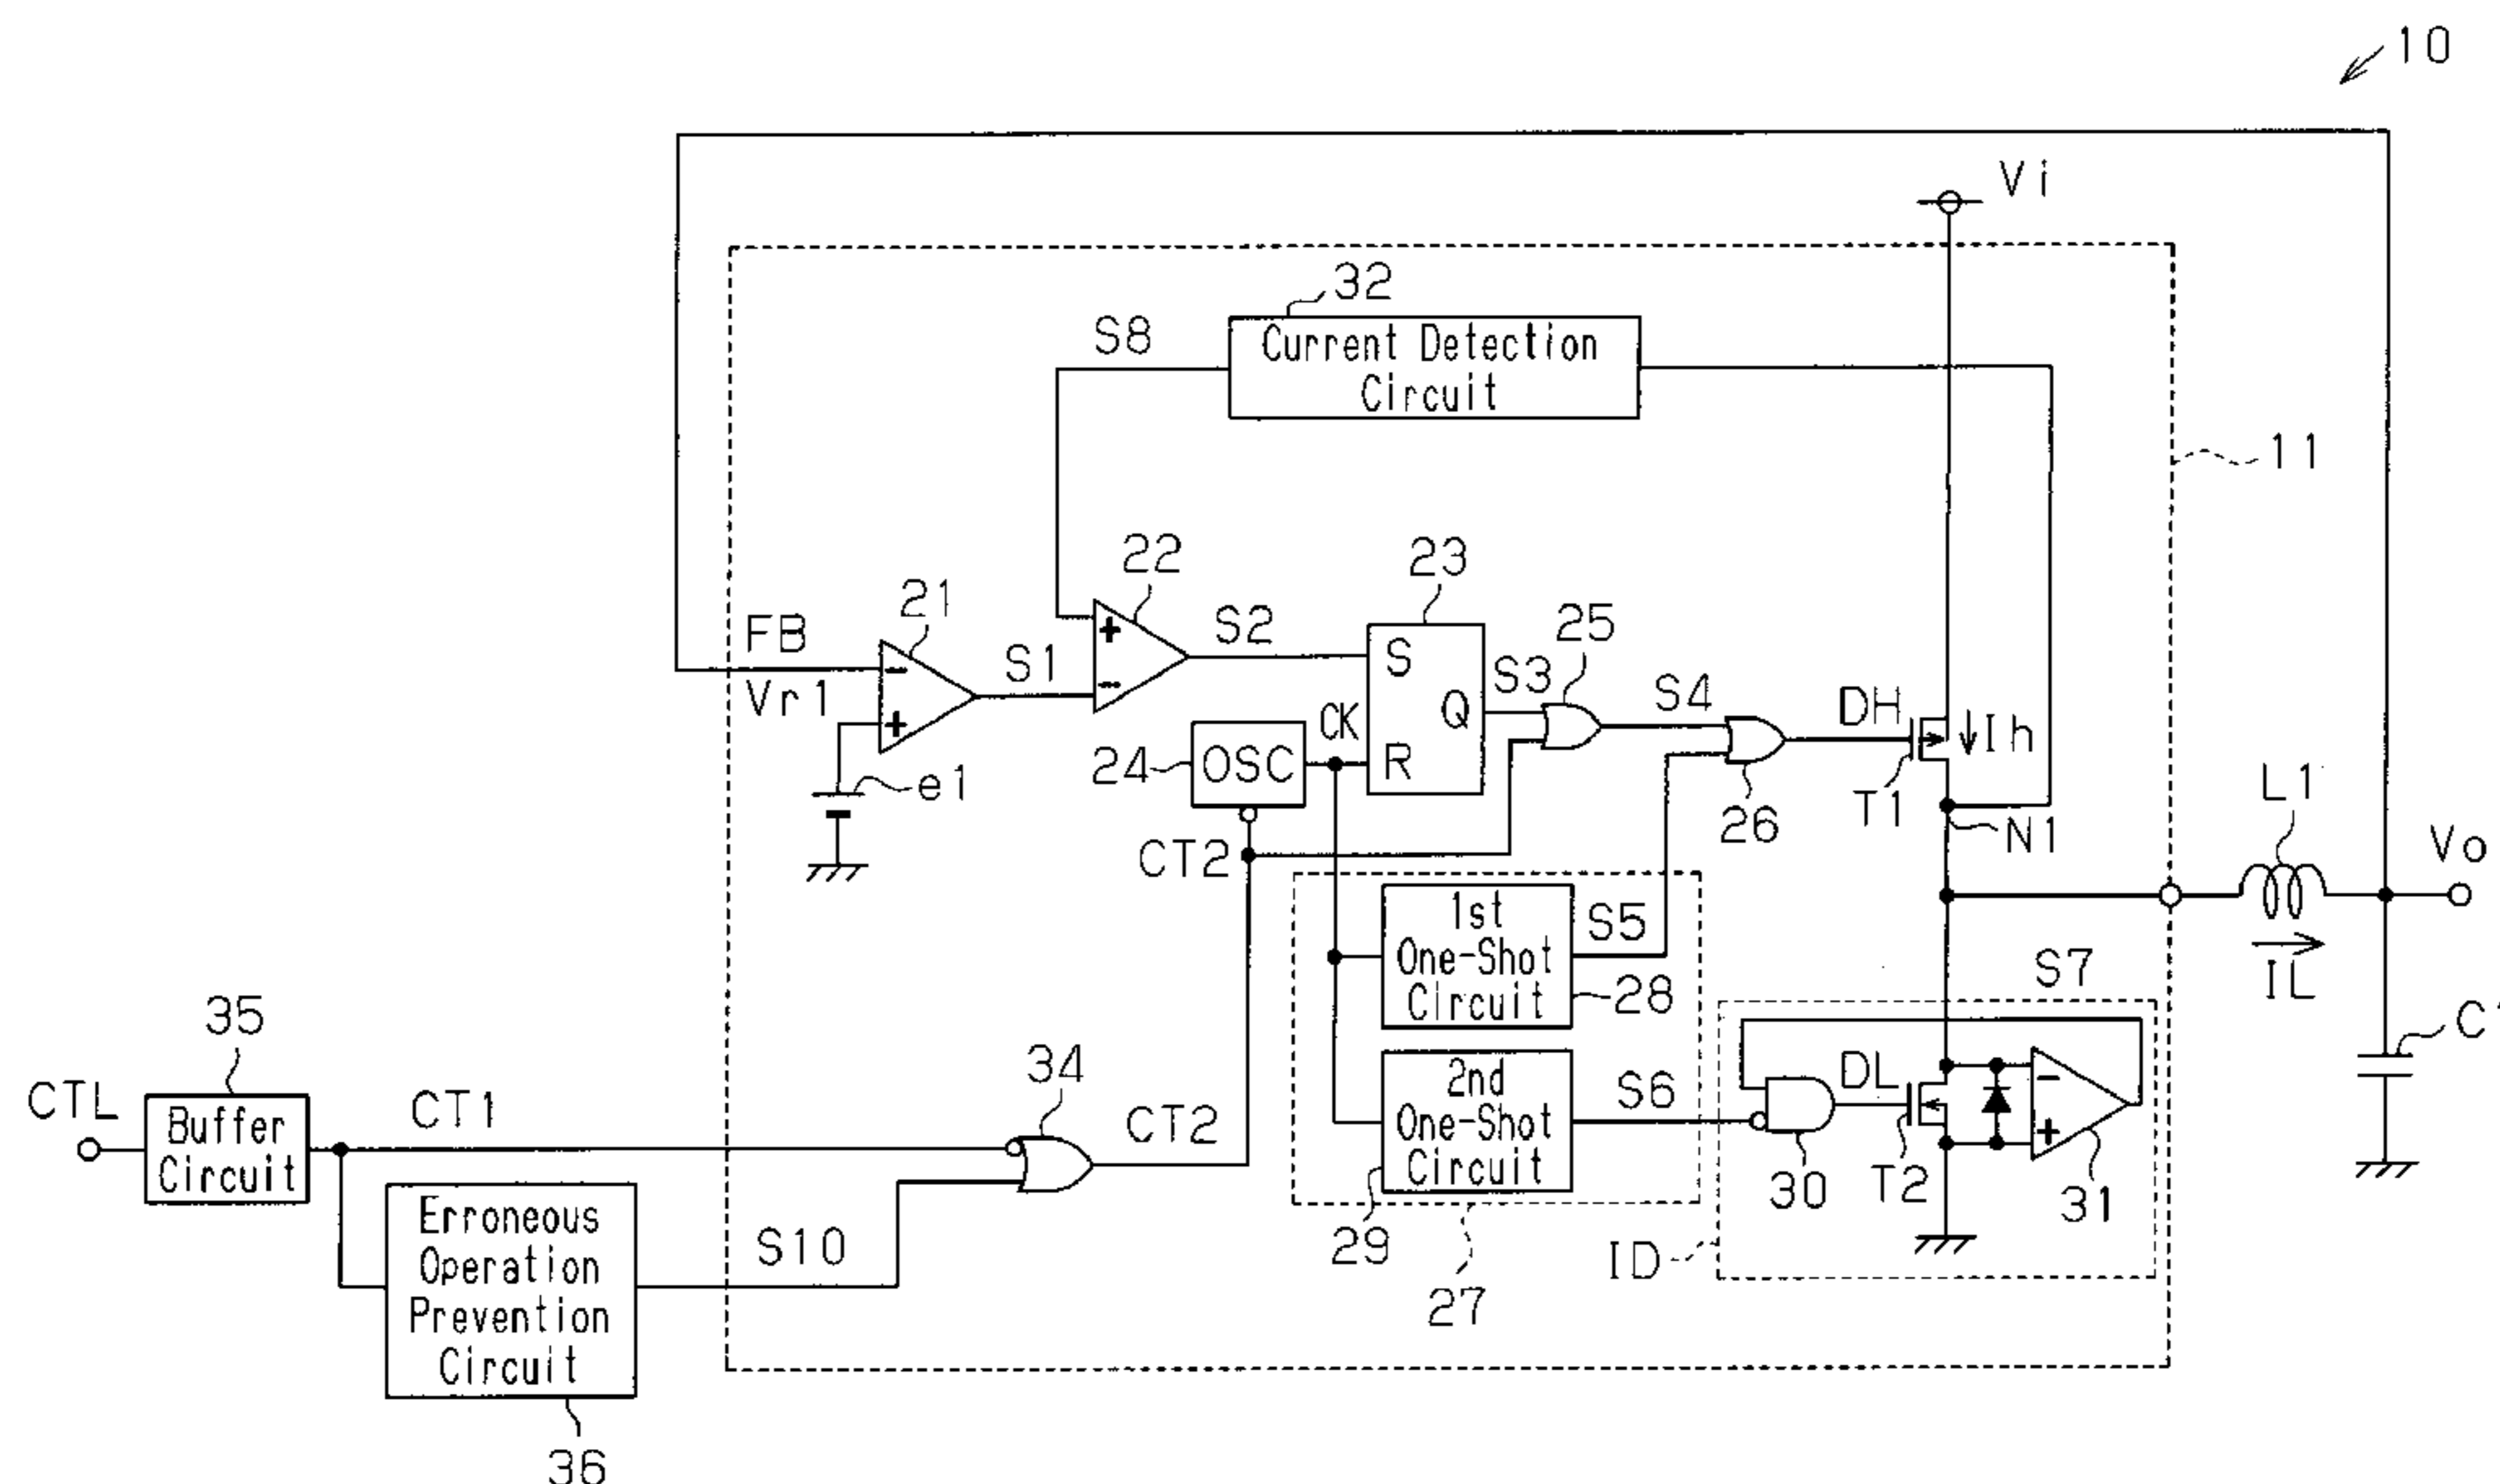 10
Vi
32
S8
Current Detection
Circuit
11
22
23
21
FB
S1
S2
25
S3
S4
Vr1
+
-
S
Q
R
CK
DH
Ih
24
OSC
e1
26
T1
N1
L1
Vo
CT2
1st
One-Shot
Circuit
S5
28
S7
IL
35
34
CTL
Buffer
Circuit
CT1
CT2
2nd
One-Shot
Circuit
S6
DL
C1
30
T2
31
Erroneous
Operation
Prevention
Circuit
S10
29
27
ID
36